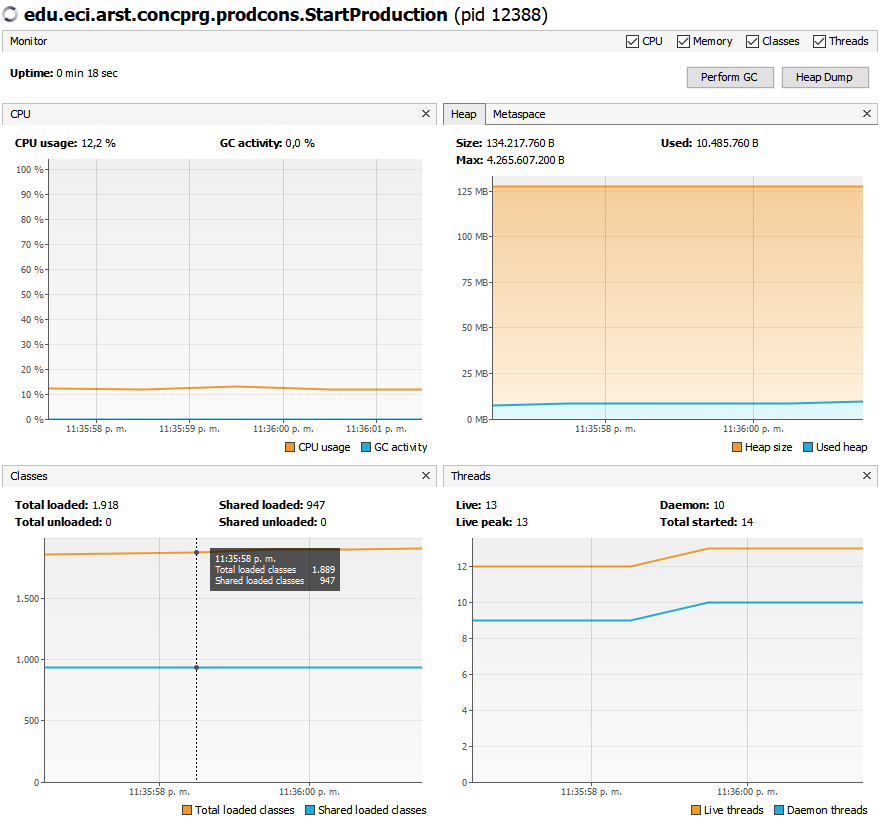 edu.eci.arst.concprg.prodcons.StartProduction (pid 12388)
Monitor
CPU Memory Classes Threads
Uptime: 0 min 18 sec
Perform GC Heap Dump
CPU
CPU usage: 12,2 % GC activity: 0,0 %
100 %
90 %
80 %
70 %
60 %
50 %
40 %
30 %
20 %
10 %
0 %
11:35:58 p. m. 11:35:59 p. m. 11:36:00 p. m. 11:36:01 p. m.
CPU usage GC activity
Heap Metaspace
Size: 134.217.760 B Used: 10.485.760 B
Max: 4.265.607.200 B
125 MB
100 MB
75 MB
50 MB
25 MB
0 MB
11:35:58 p. m. 11:36:00 p. m.
Heap size Used heap
Classes
Total loaded: 1.918 Shared loaded: 947
Total unloaded: 0 Shared unloaded: 0
11:35:58 p. m.
Total loaded classes 1.889
Shared loaded classes 947
1.500
1.000
500
0
11:35:58 p. m. 11:36:00 p. m.
Total loaded classes Shared loaded classes
Threads
Live: 13 Daemon: 10
Live peak: 13 Total started: 14
12
10
8
6
4
2
0
11:35:58 p. m. 11:36:00 p. m.
Live threads Daemon threads